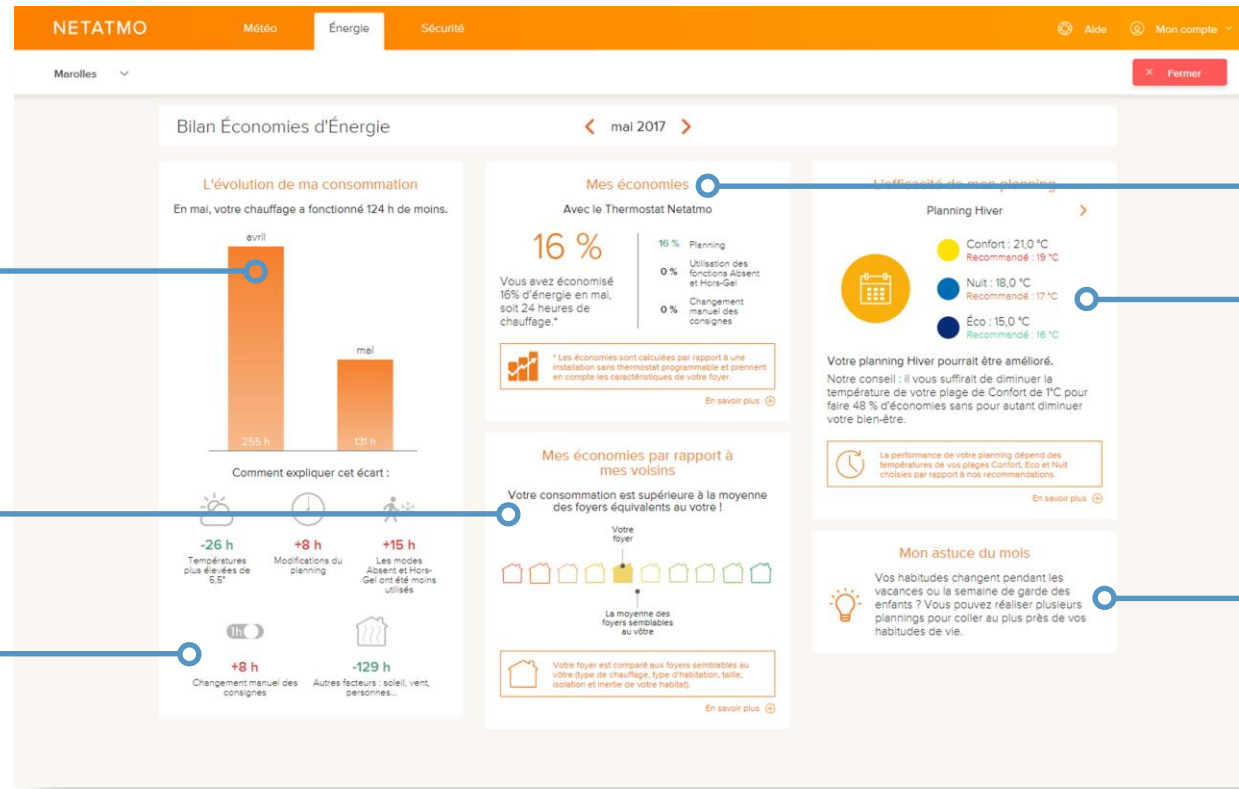 NETATMO
Météo
Énergie
Sécurité
Aide
Mon compte
Marolles
× Fermer
Bilan Économies d'Énergie
mai 2017
L'évolution de ma consommation
En mai, votre chauffage a fonctionné 124 h de moins.
avril
mai
255 h
131 h
Comment expliquer cet écart :
-26 h
Températures
plus élevées de
5,5°
+8 h
Modifications du
planning
+15 h
Les modes
Absent et Hors-
Gel ont été moins
utilisés
1h
+8 h
Changement manuel des
consignes
-129 h
Autres facteurs : soleil, vent,
personnes...
Mes économies
Avec le Thermostat Netatmo
16 %
Vous avez économisé
16% d'énergie en mai,
soit 24 heures de
chauffage.*
16 % Planning
0 % Utilisation des
fonctions Absent
et Hors-Gel
0 % Changement
manuel des
consignes
* Les économies sont calculées par rapport à une
installation sans thermostat programmable et prennent
en compte les caractéristiques de votre foyer.
En savoir plus
Mes économies par rapport à
mes voisins
Votre consommation est supérieure à la moyenne
des foyers équivalents au votre !
Votre
foyer
La moyenne des
foyers semblables
au vôtre
Votre foyer est comparé aux foyers semblables au
vôtre (type de chauffage, type d'habitation, taille,
isolation et inertie de votre habitat).
En savoir plus
L'efficacité de mon planning
Planning Hiver
Confort : 21,0 °C
Recommandé : 19 °C
Nuit : 18,0 °C
Recommandé : 17 °C
Éco : 15,0 °C
Recommandé : 16 °C
Votre planning Hiver pourrait être amélioré.
Notre conseil : il vous suffirait de diminuer la
température de votre plage de Confort de 1°C pour
faire 48 % d'économies sans pour autant diminuer
votre bien-être.
La performance de votre planning dépend des
températures de vos plages Confort, Eco et Nuit
choisies par rapport à nos recommandations.
En savoir plus
Mon astuce du mois
Vos habitudes changent pendant les
vacances ou la semaine de garde des
enfants ? Vous pouvez réaliser plusieurs
plannings pour coller au plus près de vos
habitudes de vie.